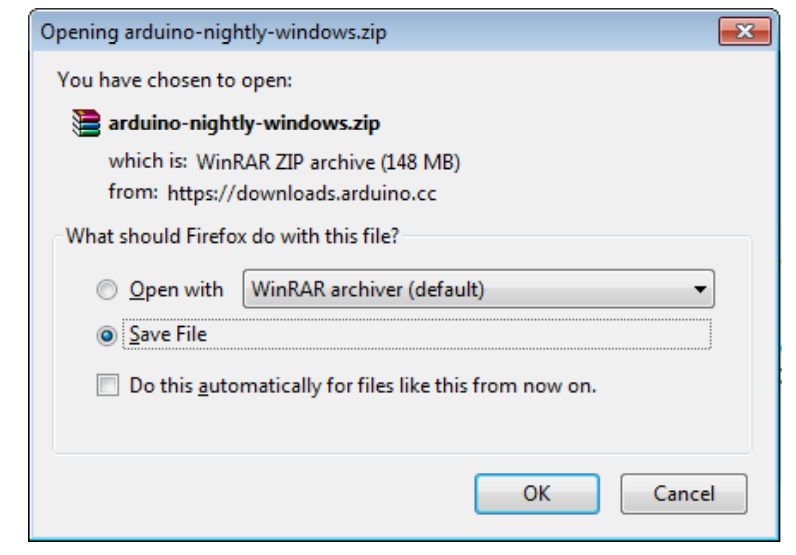 Opening arduino-nightly-windows.zip
You have chosen to open:
arduino-nightly-windows.zip
which is: WinRAR ZIP archive (148 MB)
from: https://downloads.arduino.cc
What should Firefox do with this file?
Open with WinRAR archiver (default)
Save File
Do this automatically for files like this from now on.
OK Cancel